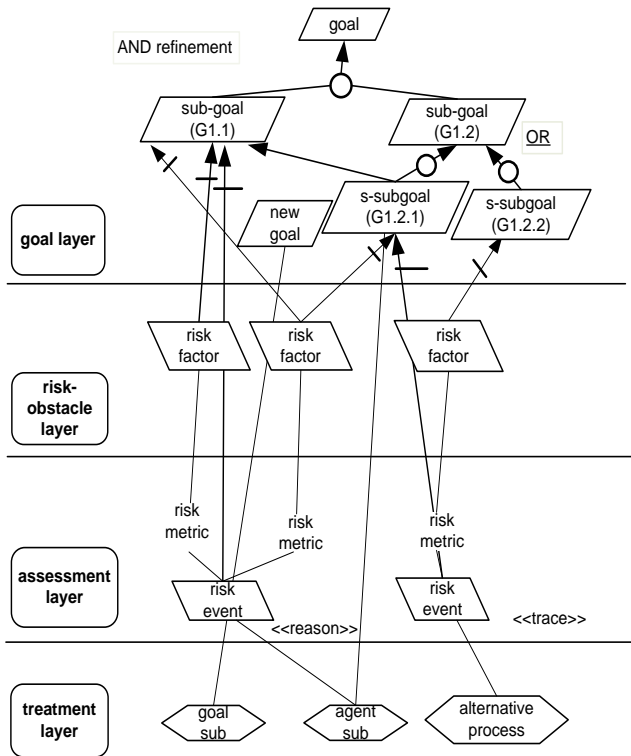 goal
AND refinement
sub-goal
(G1.1)
sub-goal
(G1.2)
OR
new
goal
s-subgoal
(G1.2.1)
s-subgoal
(G1.2.2)
goal layer
risk
factor
risk
factor
risk
factor
risk-
obstacle
layer
risk
metric
risk
metric
risk
metric
assessment
layer
risk
event
risk
event
<<reason>>
<<trace>>
treatment
layer
goal
sub
agent
sub
alternative
process